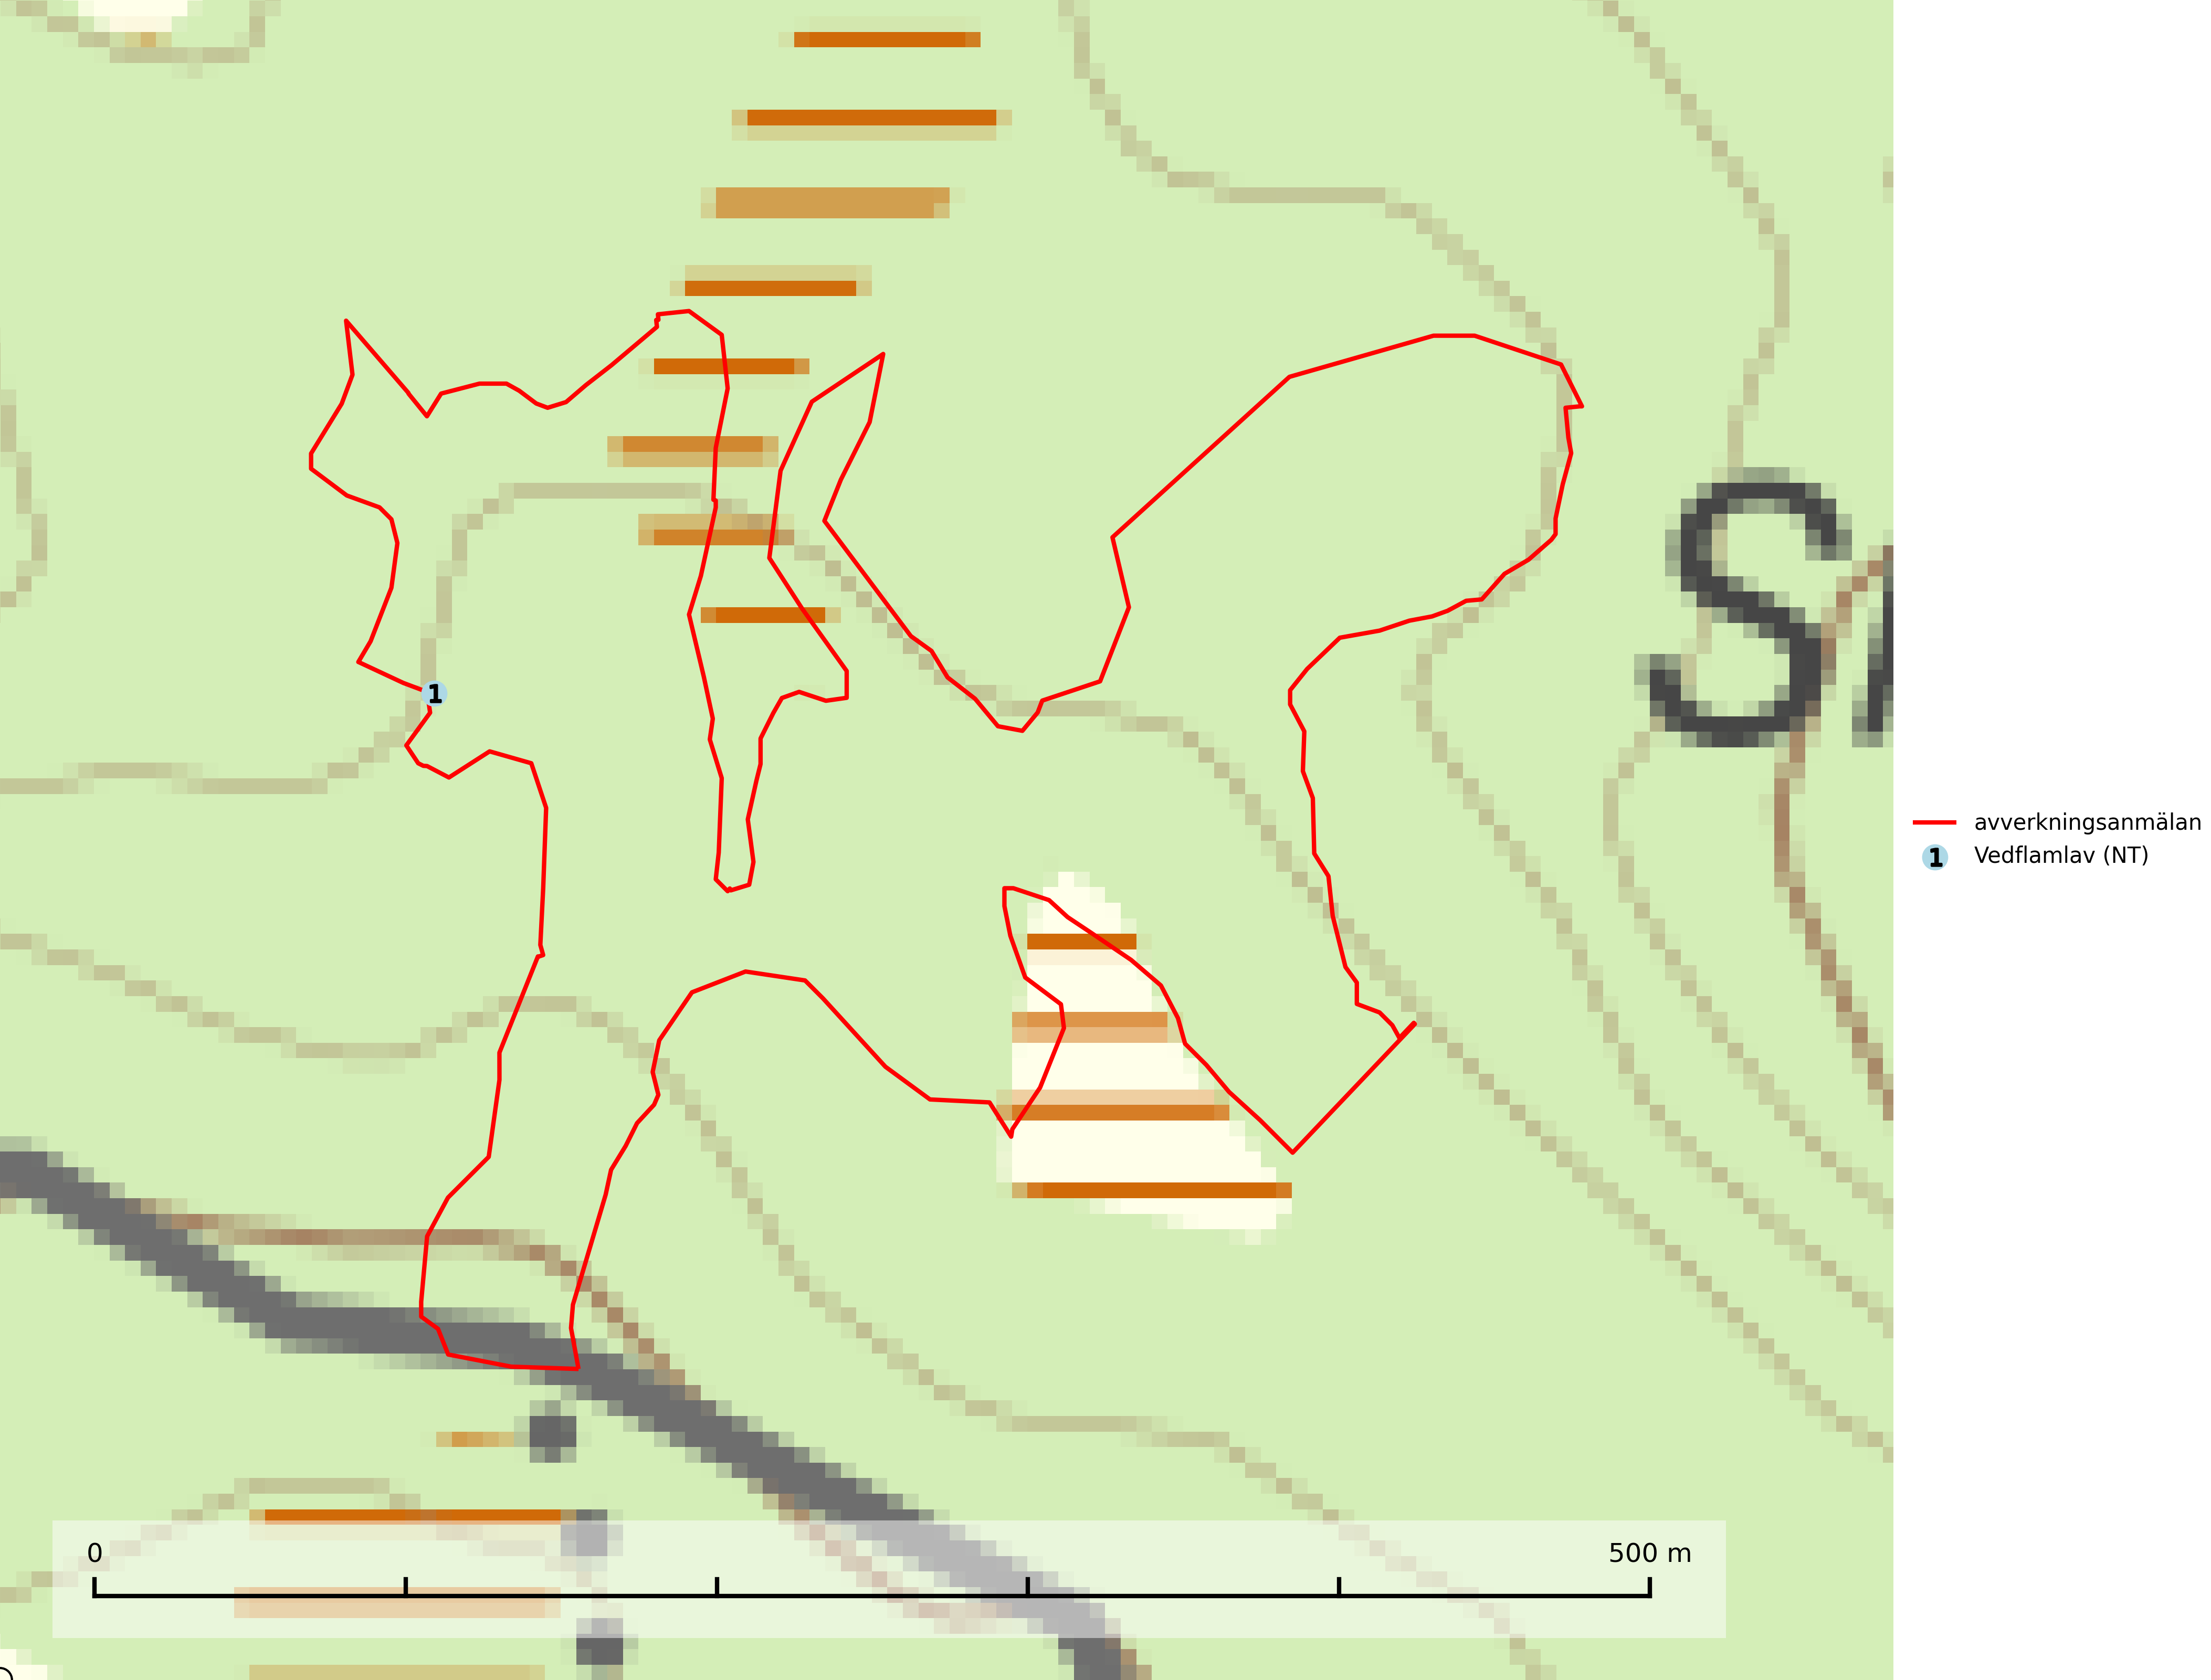 S
1
avverkningsanmälan
1 Vedflamlav (NT)
0 500 m